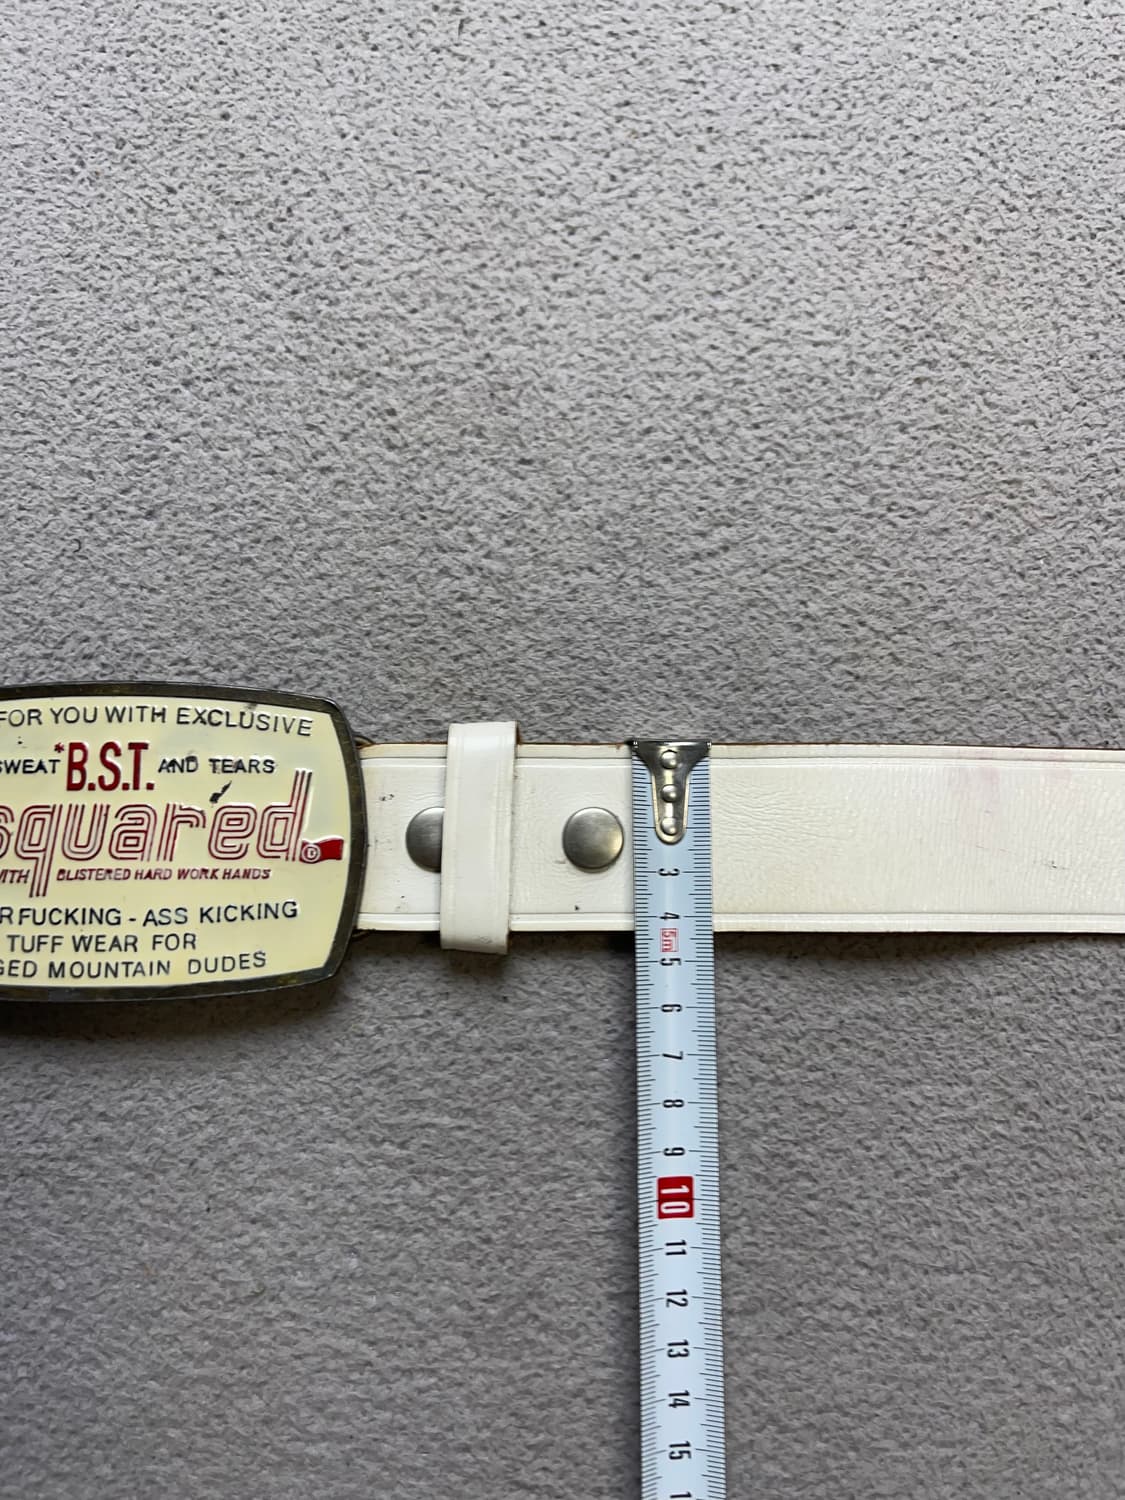 FOR YOU WITH EXCLUSIVE
SWEAT *B.S.T. AND TEARS
squared
WITH BLISTERED HARD WORK HANDS
RFUCKING - ASS KICKING
TUFF WEAR FOR
GED MOUNTAIN DUDES
3
4
5m
5
6
7
8
9
10
11
12
13
14
15